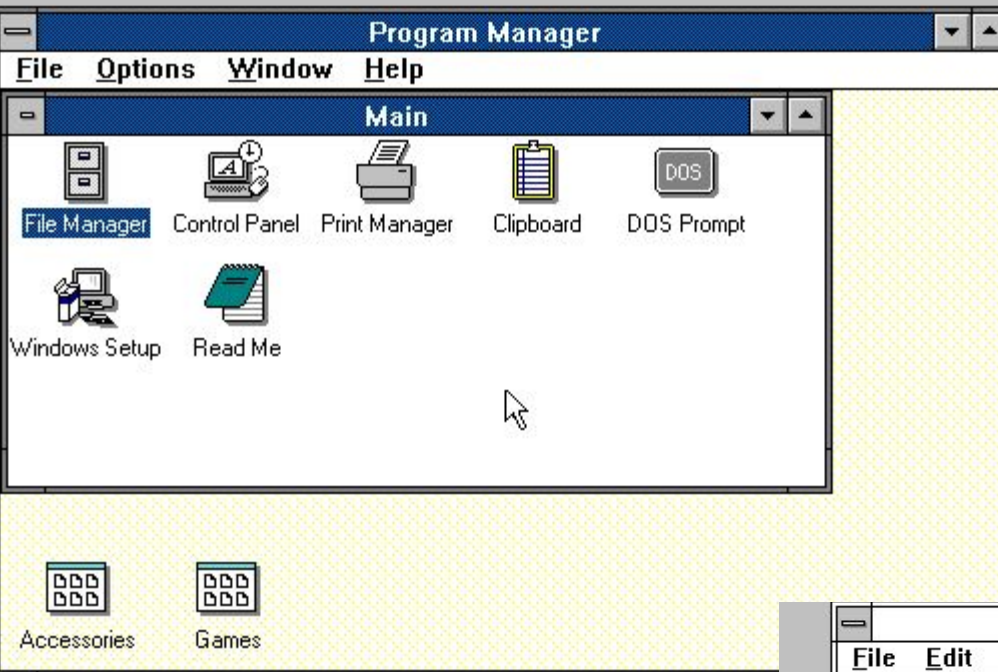 Program Manager
File Options Window Help
Main
A DOS
File Manager Control Panel Print Manager Clipboard DOS Prompt
Windows Setup Read Me
Accessories Games
File Edit